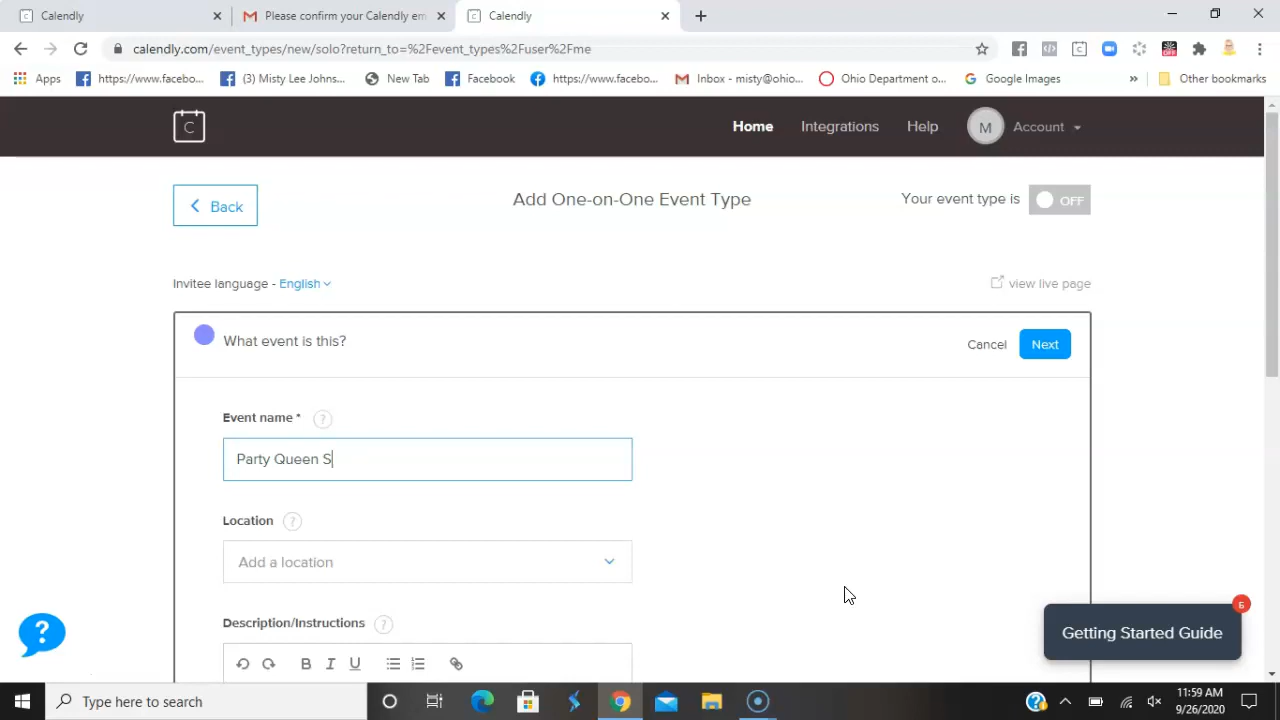 Calendly
Please confirm your Calendly em
Calendly
calendly.com/event_types/new/solo?return_to=%2Fevent_types%2Fuser%2Fme
Apps
https://www.facebo...
(3) Misty Lee Johns...
New Tab
Facebook
https://www.facebo...
Inbox - misty@ohio...
Ohio Department o...
Google Images
»
Other bookmarks
C
Home
Integrations
Help
M
Account
Back
Add One-on-One Event Type
Your event type is
OFF
Invitee language - English
view live page
What event is this?
Cancel
Next
Event name * ?
Party Queen S
Location ?
Add a location
Description/Instructions ?
B I U
?
6
Getting Started Guide
Type here to search
11:59 AM
9/26/2020